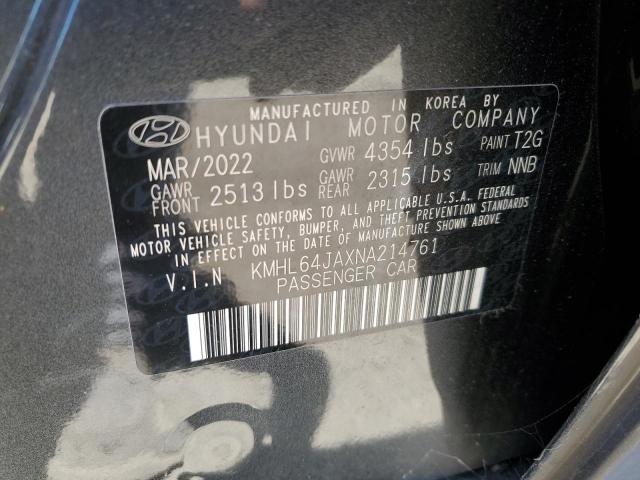 MANUFACTURED IN KOREA BY
HYUNDAI MOTOR COMPANY
MAR/2022 GVWR 4354 lbs PAINT T2G
GAWR FRONT 2513 lbs GAWR REAR 2315 lbs TRIM NNB
THIS VEHICLE CONFORMS TO ALL APPLICABLE U.S.A. FEDERAL
MOTOR VEHICLE SAFETY, BUMPER, AND THEFT PREVENTION STANDARDS
IN EFFECT ON THE DATE OF MANUFACTURE SHOWN ABOVE
V.I.N KMHL64JAXNA214761
PASSENGER CAR